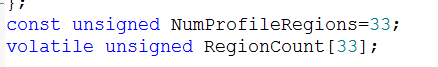 };
const unsigned NumProfileRegions=33;
volatile unsigned RegionCount[33];